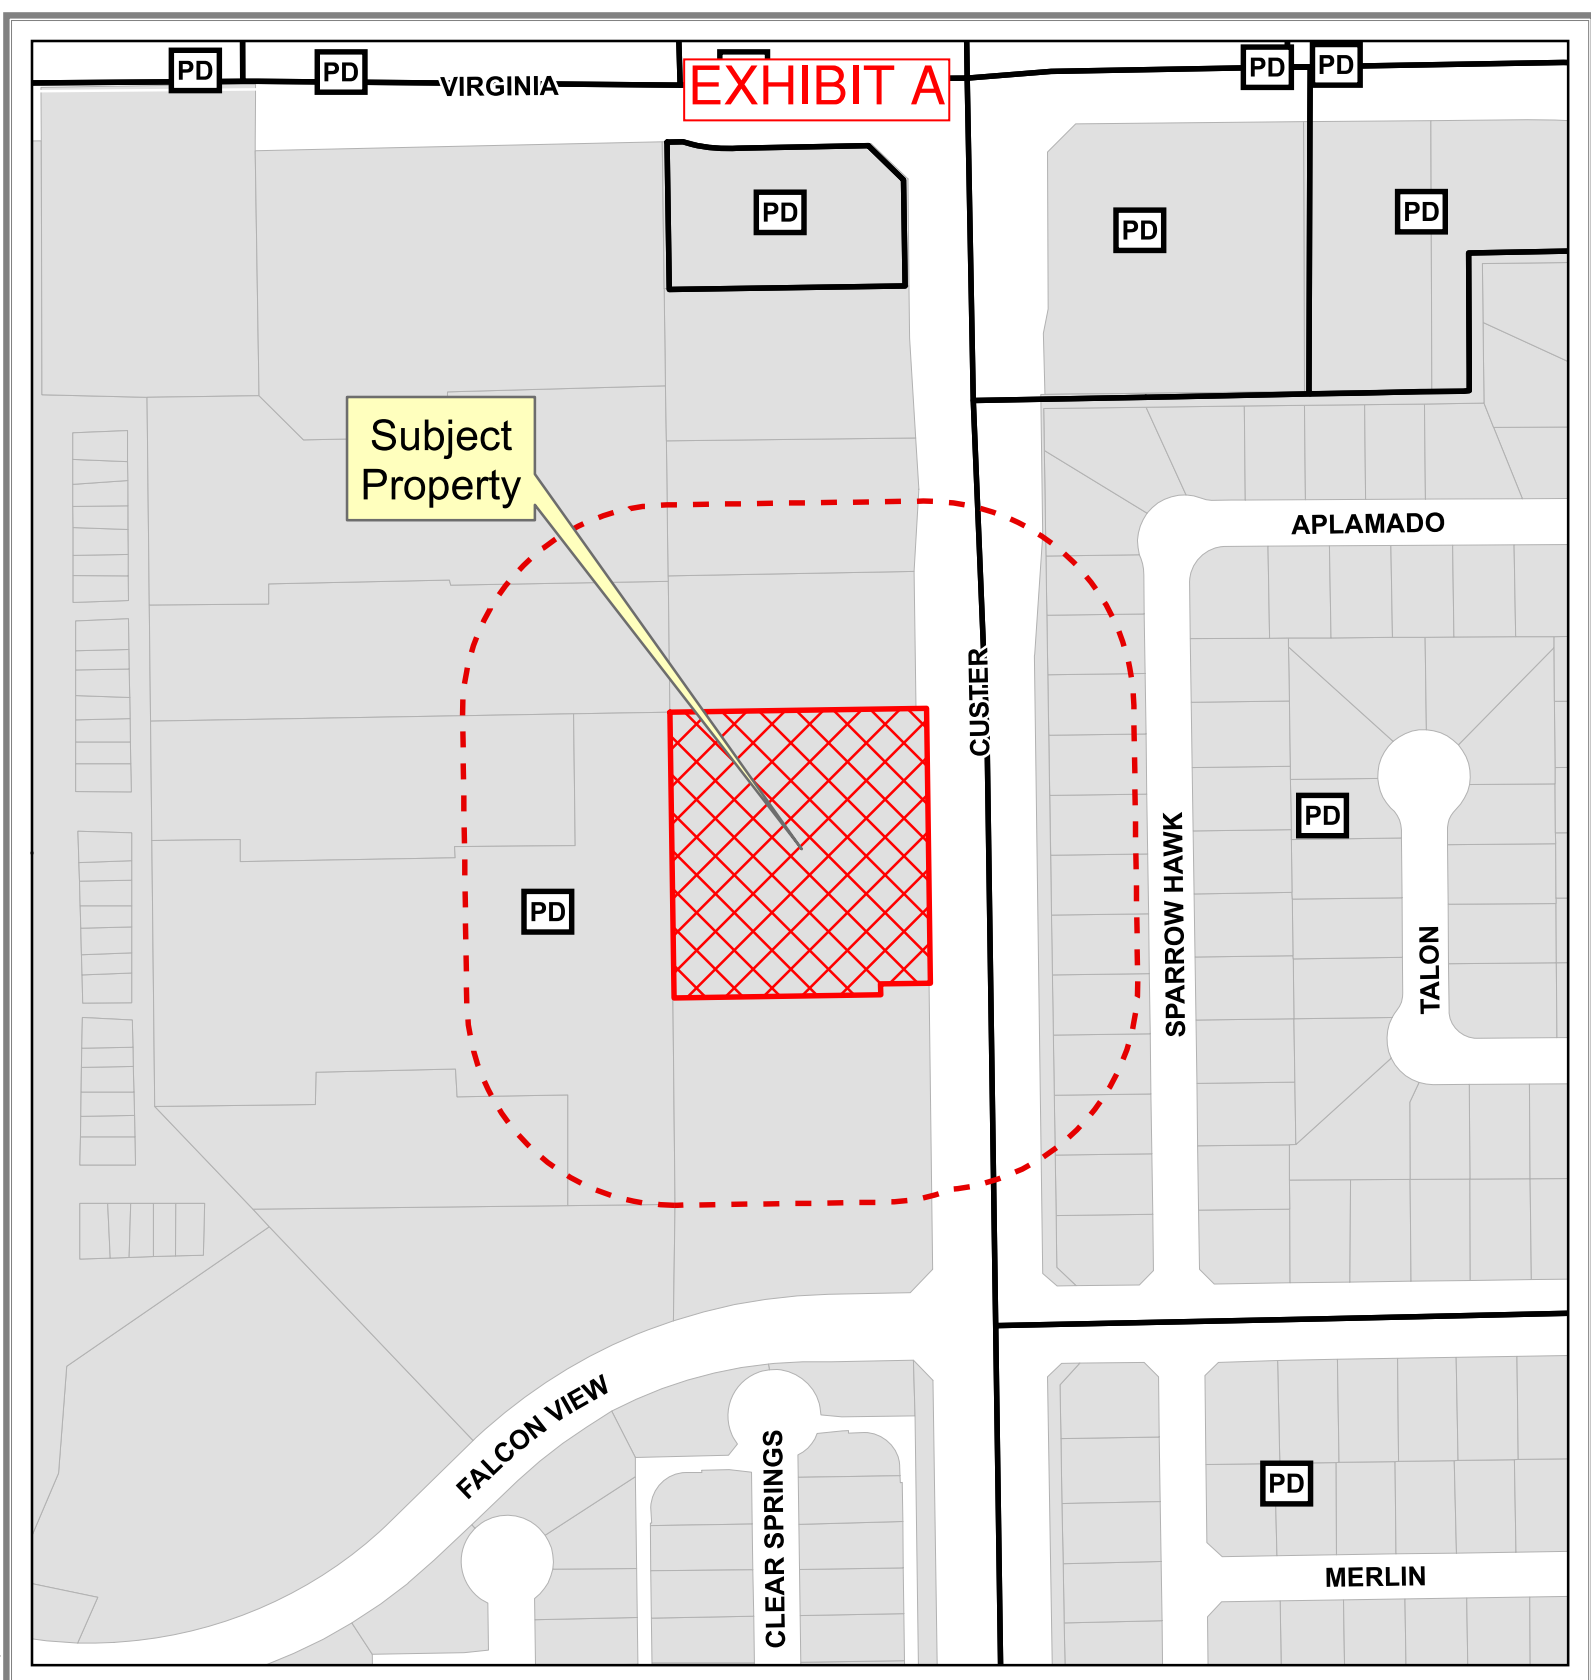 PD
PD
VIRGINIA
EXHIBIT A
PD
PD
PD
PD
PD
Subject
Property
APLAMADO
CUSTER
PD
SPARROW HAWK
PD
TALON
FALCON VIEW
CLEAR SPRINGS
PD
MERLIN